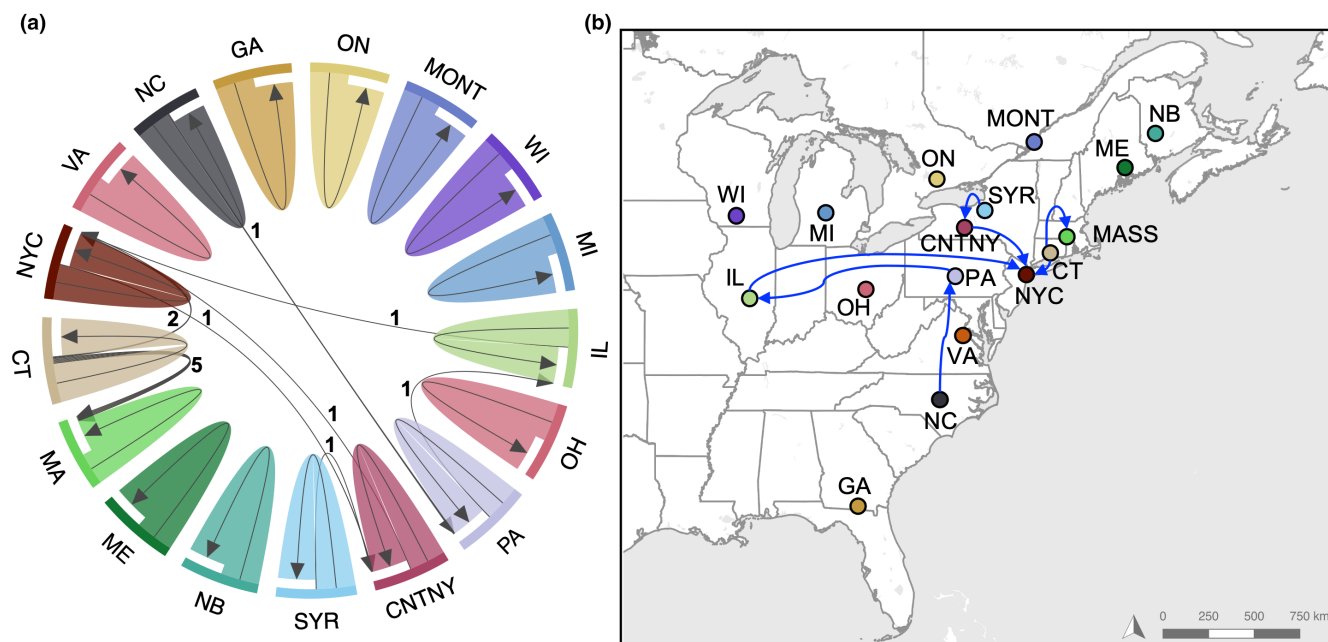 (a)
GA
ON
MONT
WI
MI
IL
OH
PA
CNTNY
SYR
NB
ME
MA
CT
NYC
VA
NC
1
2
1
1
5
1
1
1
(b)
MONT
NB
ME
ON
SYR
WI
MI
CNTNY
MASS
CT
IL
PA
NYC
OH
VA
NC
GA
0 250 500 750 km